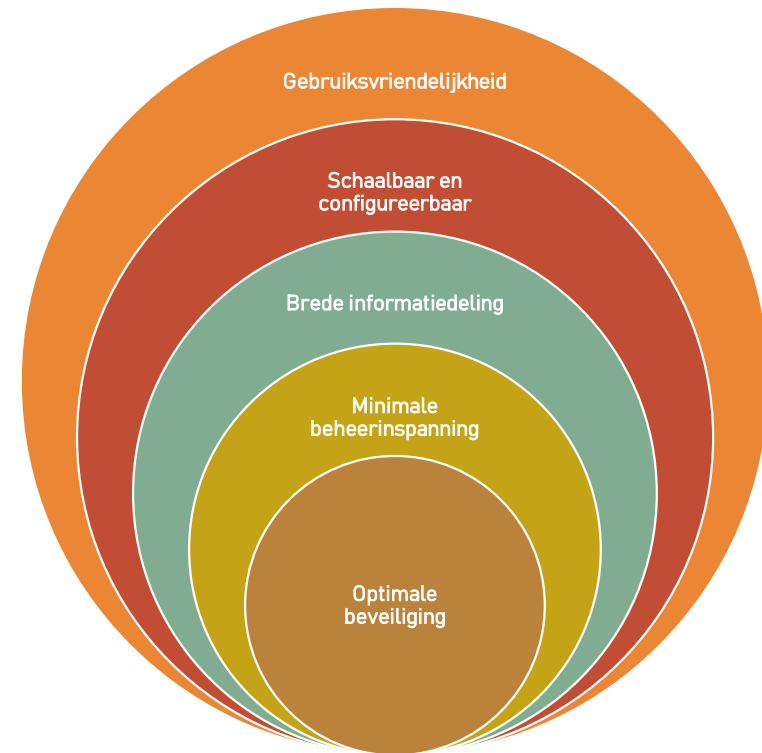 Gebruiksvriendelijkheid
Schaalbaar en
configureerbaar
Brede informatiedeling
Minimale
beheerinspanning
Optimale
beveiliging